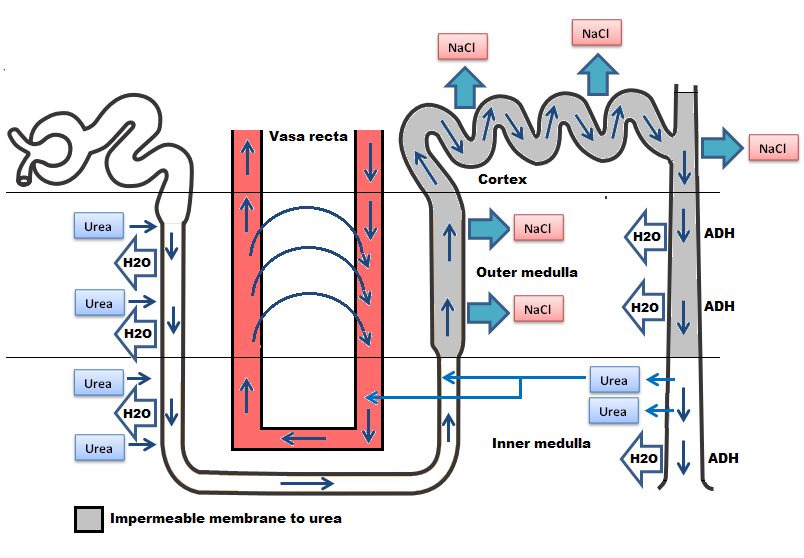 NaCl
NaCl
Vasa recta
NaCl
Cortex
Urea
H2O
NaCl
H2O
ADH
Outer medulla
Urea
H2O
NaCl
H2O
ADH
Urea
Urea
H2O
Urea
Urea
Inner medulla
H2O
ADH
Impermeable membrane to urea